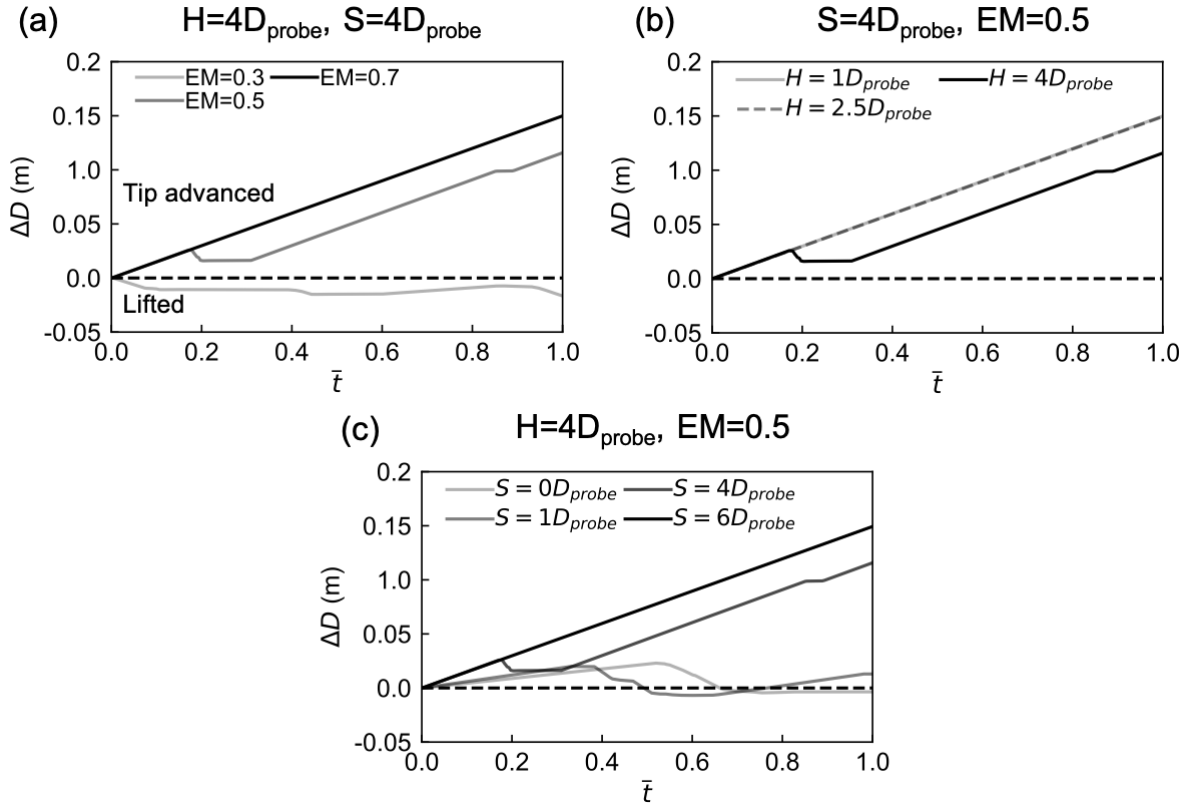 (a) H=4D_probe, S=4D_probe
0.2
0.15
1.0
0.05
0.0
-0.05
ΔD (m)
EM=0.3 EM=0.7
EM=0.5
Tip advanced
Lifted
0.0 0.2 0.4 0.6 0.8 1.0
t̄
(b) S=4D_probe, EM=0.5
0.2
0.15
1.0
0.05
0.0
-0.05
ΔD (m)
H = 1D_probe H = 4D_probe
H = 2.5D_probe
0.0 0.2 0.4 0.6 0.8 1.0
t̄
(c) H=4D_probe, EM=0.5
0.2
0.15
1.0
0.05
0.0
-0.05
ΔD (m)
S = 0D_probe S = 4D_probe
S = 1D_probe S = 6D_probe
0.0 0.2 0.4 0.6 0.8 1.0
t̄